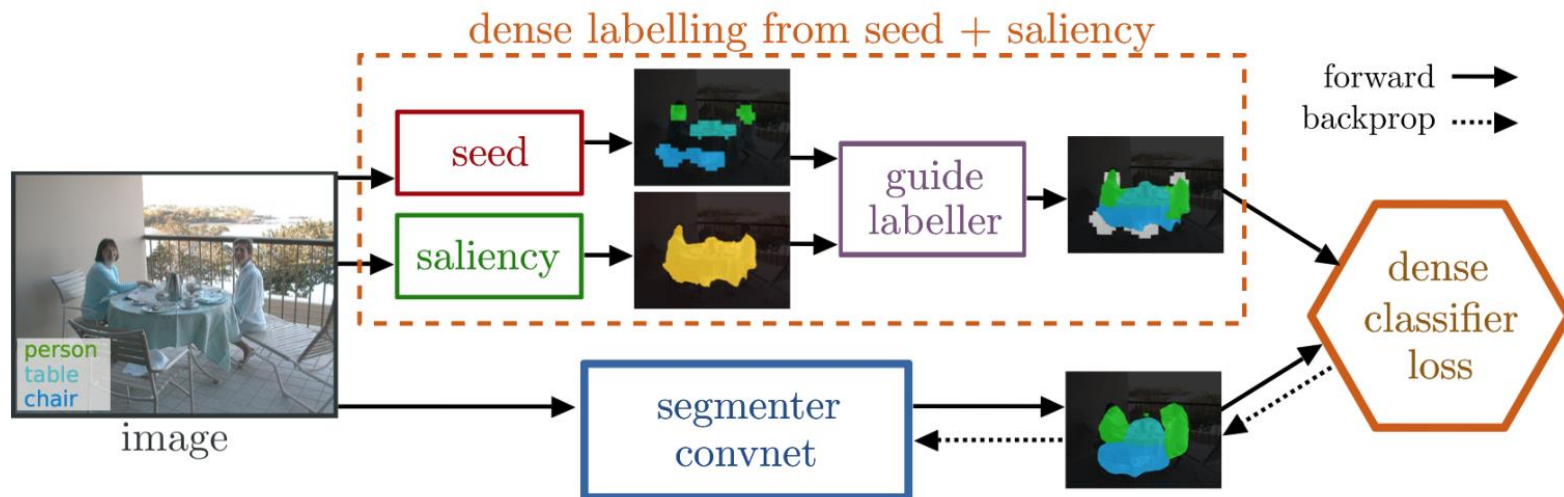 dense labelling from seed + saliency
forward
backprop
seed
saliency
guide
labeller
dense
classifier
loss
person
table
chair
image
segmenter
convnet